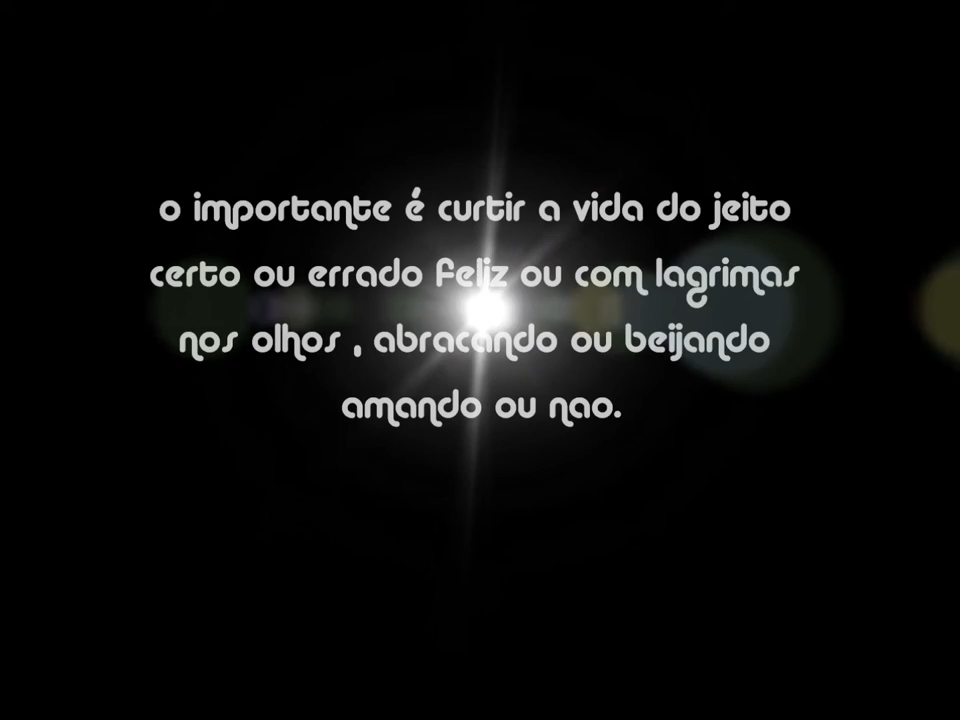 o importante é curtir a vida do jeito
certo ou errado feliz ou com lagrimas
nos olhos , abracando ou beijando
amando ou nao.